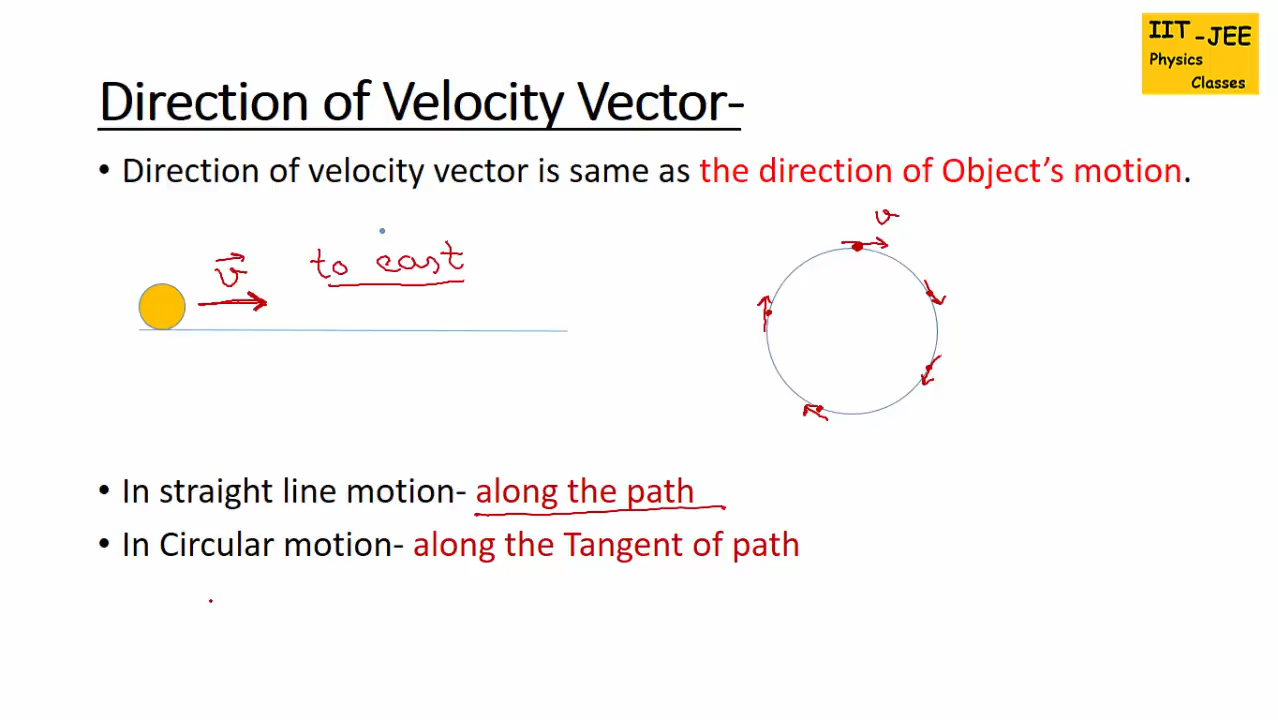 IIT-JEE
Physics
Classes
Direction of Velocity Vector-
• Direction of velocity vector is same as the direction of Object's motion.
v
v⃗
to east
• In straight line motion- along the path
• In Circular motion- along the Tangent of path